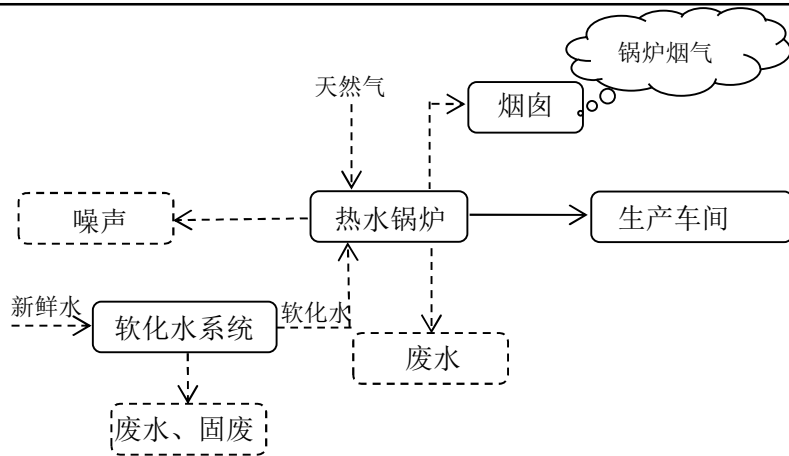 锅炉烟气
天然气
烟囱
噪声
热水锅炉
生产车间
新鲜水
软化水系统
软化水
废水
废水、固废